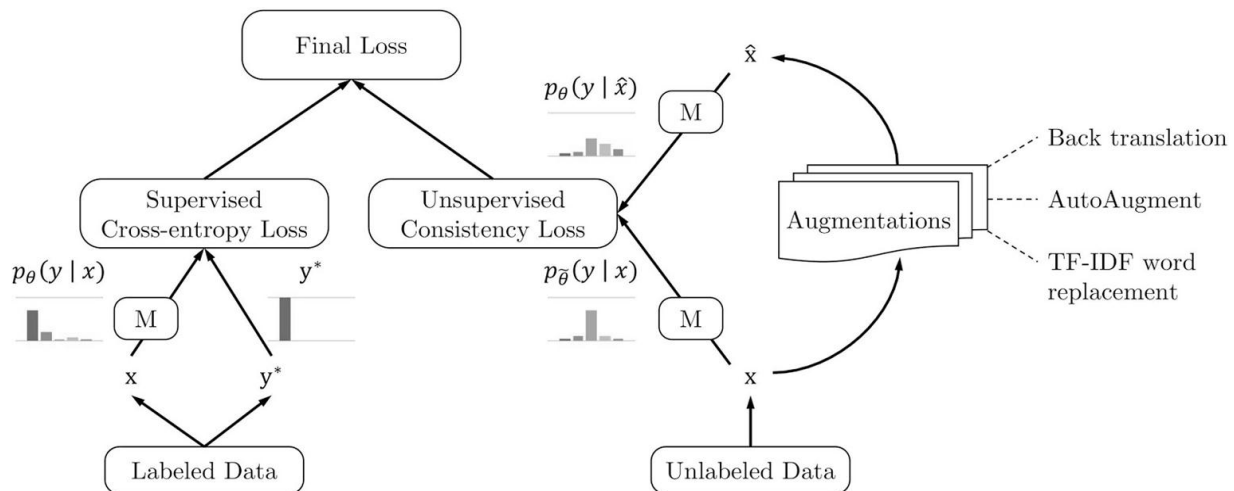 Final Loss
x̂
p_θ(y | x̂)
M
Back translation
Supervised
Cross-entropy Loss
Unsupervised
Consistency Loss
Augmentations
AutoAugment
p_θ(y | x)
y*
p_θ̃(y | x)
TF-IDF word
replacement
M
M
x
y*
x
Labeled Data
Unlabeled Data